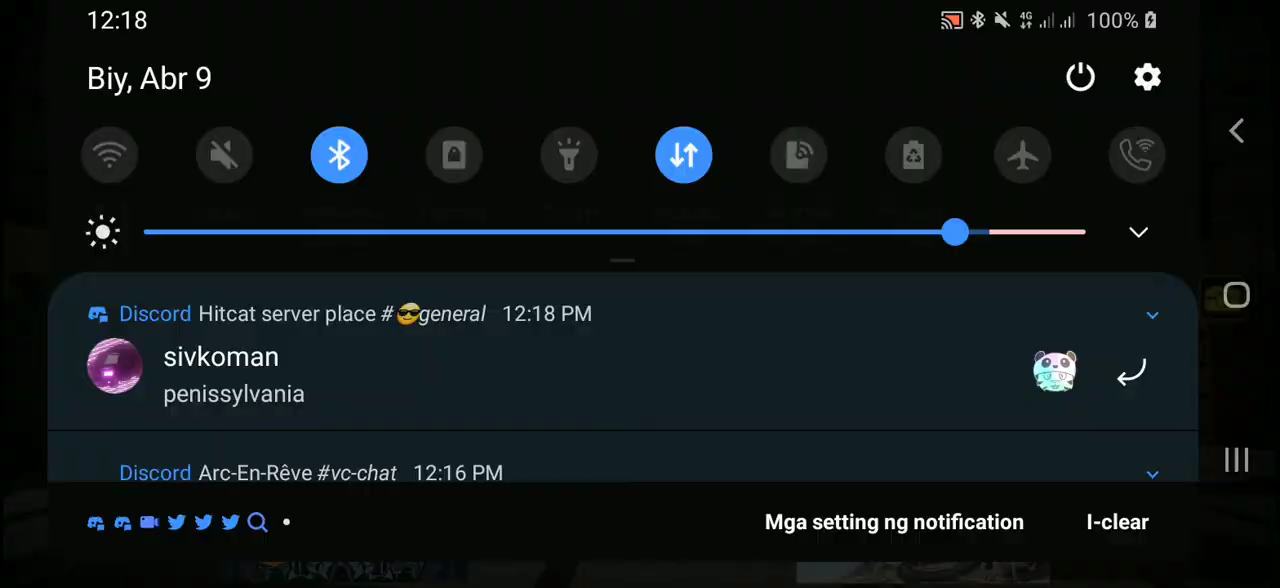 12:18
4G 100%
Biy, Abr 9
Discord Hitcat server place #😎general 12:18 PM
sivkoman
penissylvania
Discord Arc-En-Rêve #vc-chat 12:16 PM
Mga setting ng notification I-clear